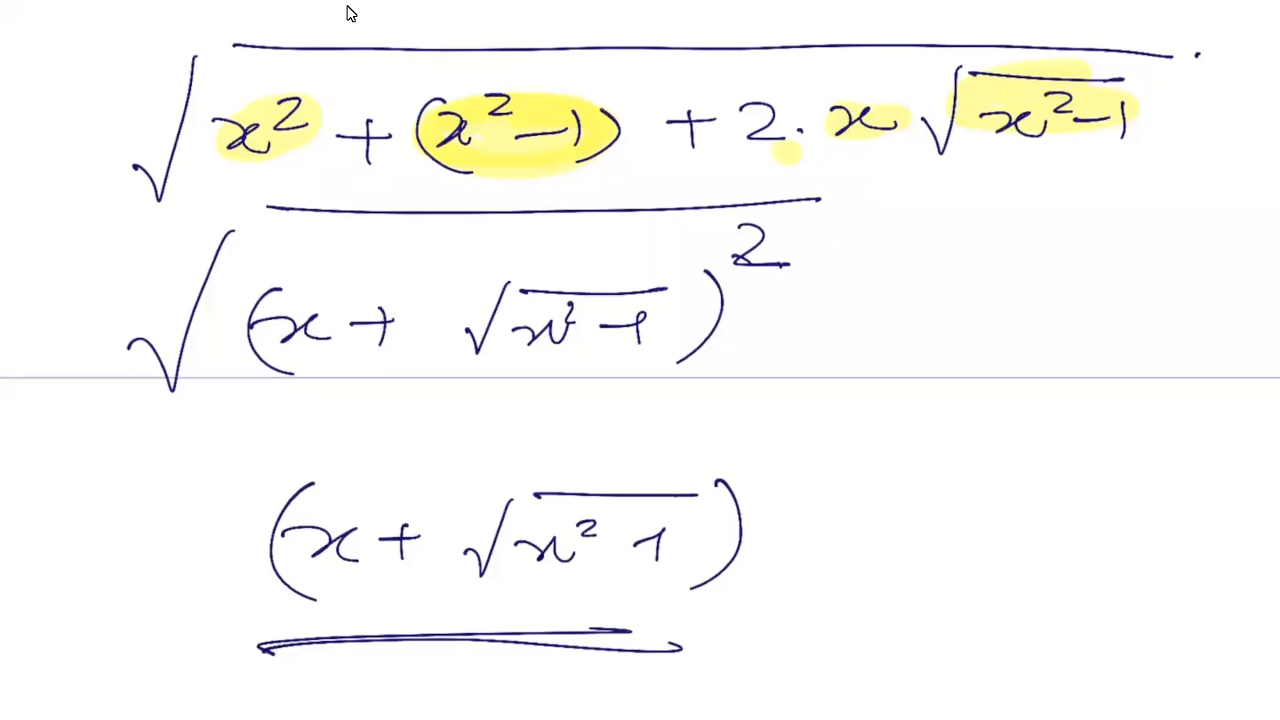 √(x² + (x² − 1) + 2 · x √(x² − 1))
√((x + √(x² − 1))²)
(x + √(x² − 1))